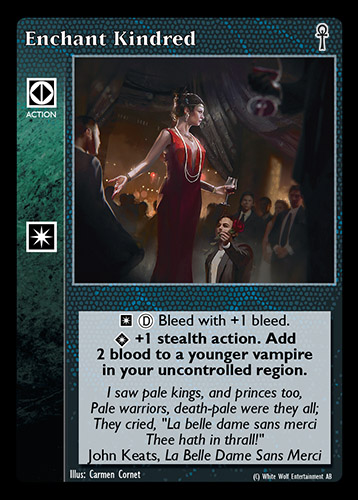 Enchant Kindred
ACTION
D Bleed with +1 bleed.
+1 stealth action. Add
2 blood to a younger vampire
in your uncontrolled region.
I saw pale kings, and princes too,
Pale warriors, death-pale were they all;
They cried, "La belle dame sans merci
Thee hath in thrall!"
John Keats, La Belle Dame Sans Merci
Illus: Carmen Cornet
(C) White Wolf Entertainment AB